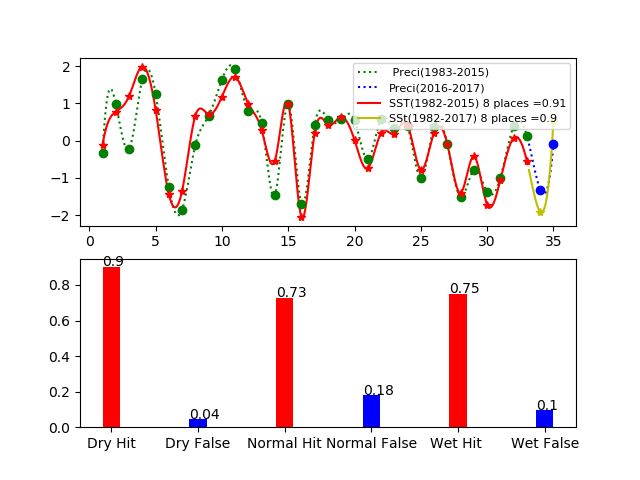 2
1
0
−1
−2
Preci(1983-2015)
Preci(2016-2017)
SST(1982-2015) 8 places =0.91
SSt(1982-2017) 8 places =0.9
0 5 10 15 20 25 30 35
0.8
0.6
0.4
0.2
0.0
0.9
0.04
0.73
0.18
0.75
0.1
Dry Hit Dry False Normal Hit Normal False Wet Hit Wet False